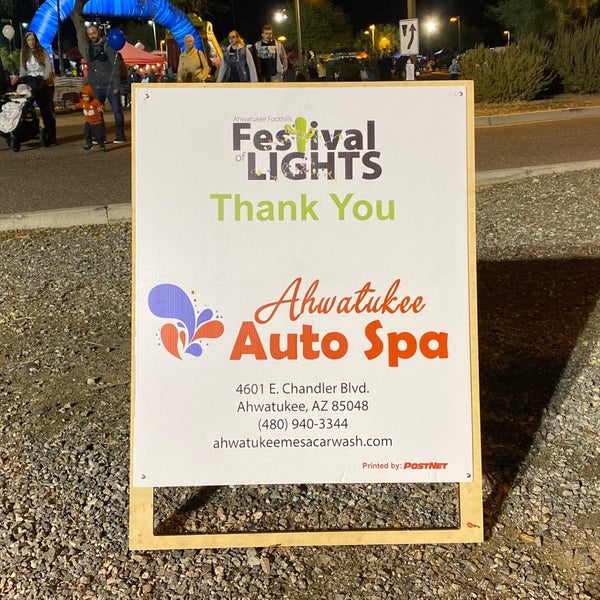 Ahwatukee Foothills
Festival
of LIGHTS
Thank You
Ahwatukee
Auto Spa
4601 E. Chandler Blvd.
Ahwatukee, AZ 85048
(480) 940-3344
ahwatukeemesacarwash.com
Printed by: POSTNET